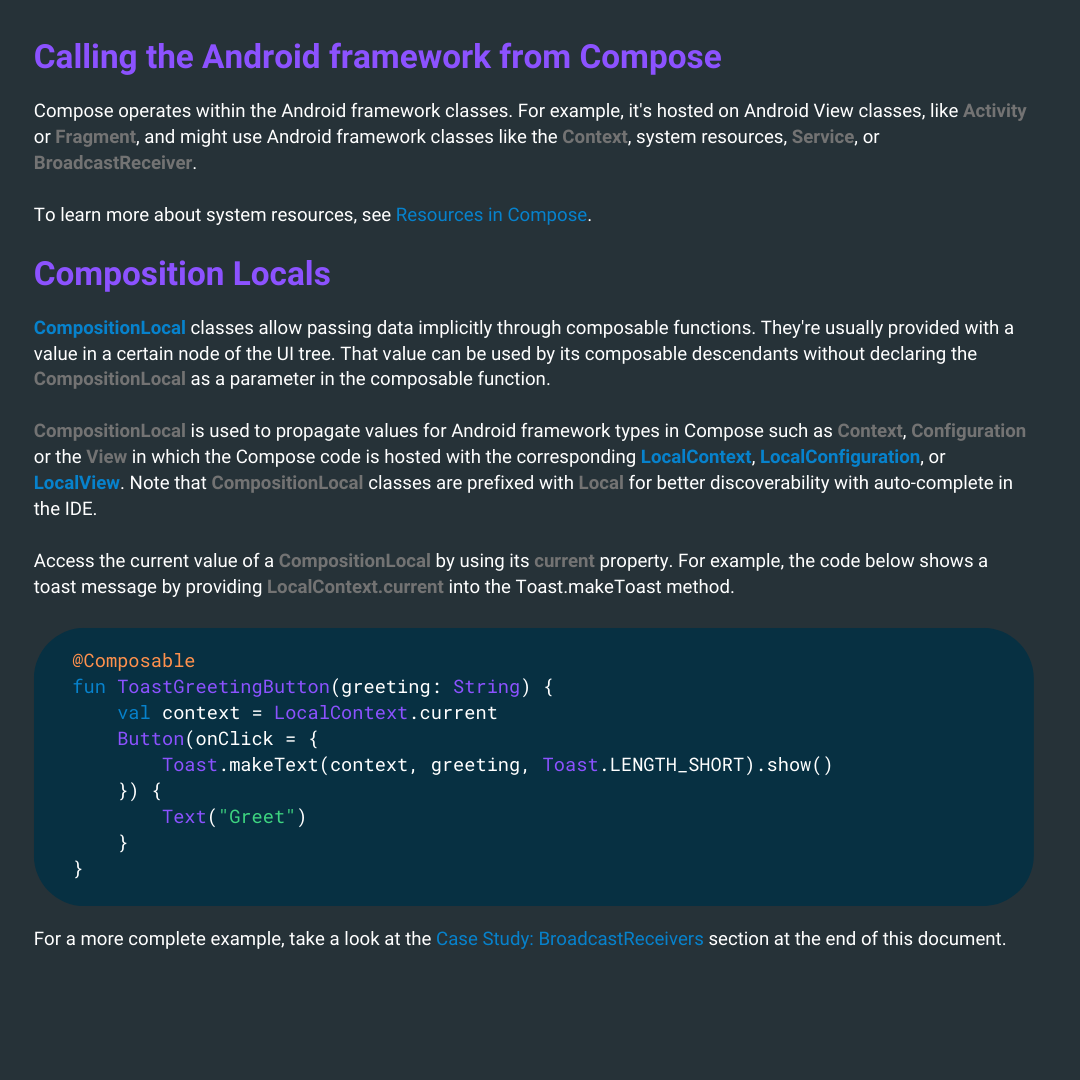 Calling the Android framework from Compose
Compose operates within the Android framework classes. For example, it's hosted on Android View classes, like Activity
or Fragment, and might use Android framework classes like the Context, system resources, Service, or
BroadcastReceiver.
To learn more about system resources, see Resources in Compose.
Composition Locals
CompositionLocal classes allow passing data implicitly through composable functions. They're usually provided with a
value in a certain node of the UI tree. That value can be used by its composable descendants without declaring the
CompositionLocal as a parameter in the composable function.
CompositionLocal is used to propagate values for Android framework types in Compose such as Context, Configuration
or the View in which the Compose code is hosted with the corresponding LocalContext, LocalConfiguration, or
LocalView. Note that CompositionLocal classes are prefixed with Local for better discoverability with auto-complete in
the IDE.
Access the current value of a CompositionLocal by using its current property. For example, the code below shows a
toast message by providing LocalContext.current into the Toast.makeToast method.
@Composable
fun ToastGreetingButton(greeting: String) {
    val context = LocalContext.current
    Button(onClick = {
        Toast.makeText(context, greeting, Toast.LENGTH_SHORT).show()
    }) {
        Text("Greet")
    }
}
For a more complete example, take a look at the Case Study: BroadcastReceivers section at the end of this document.